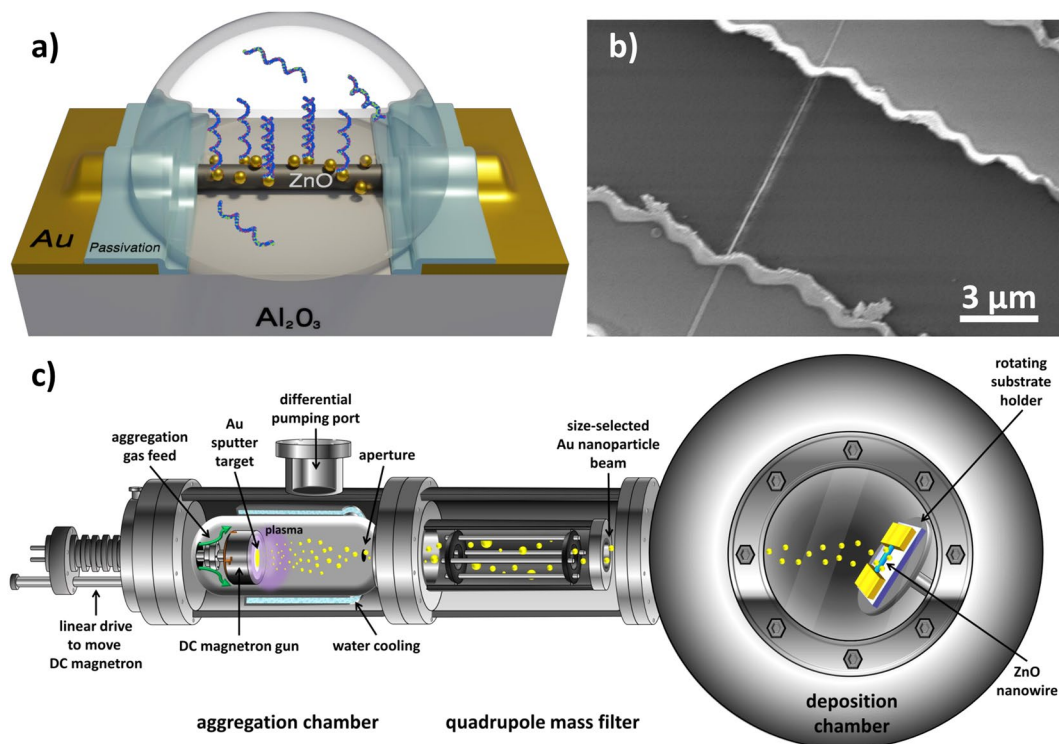 a)
ZnO
Au
Passivation
Al₂O₃
b)
3 µm
c)
differential
pumping port
Au
sputter
target
aggregation
gas feed
aperture
size-selected
Au nanoparticle
beam
rotating
substrate
holder
plasma
linear drive
to move
DC magnetron
DC magnetron gun
water cooling
ZnO
nanowire
aggregation chamber
quadrupole mass filter
deposition
chamber